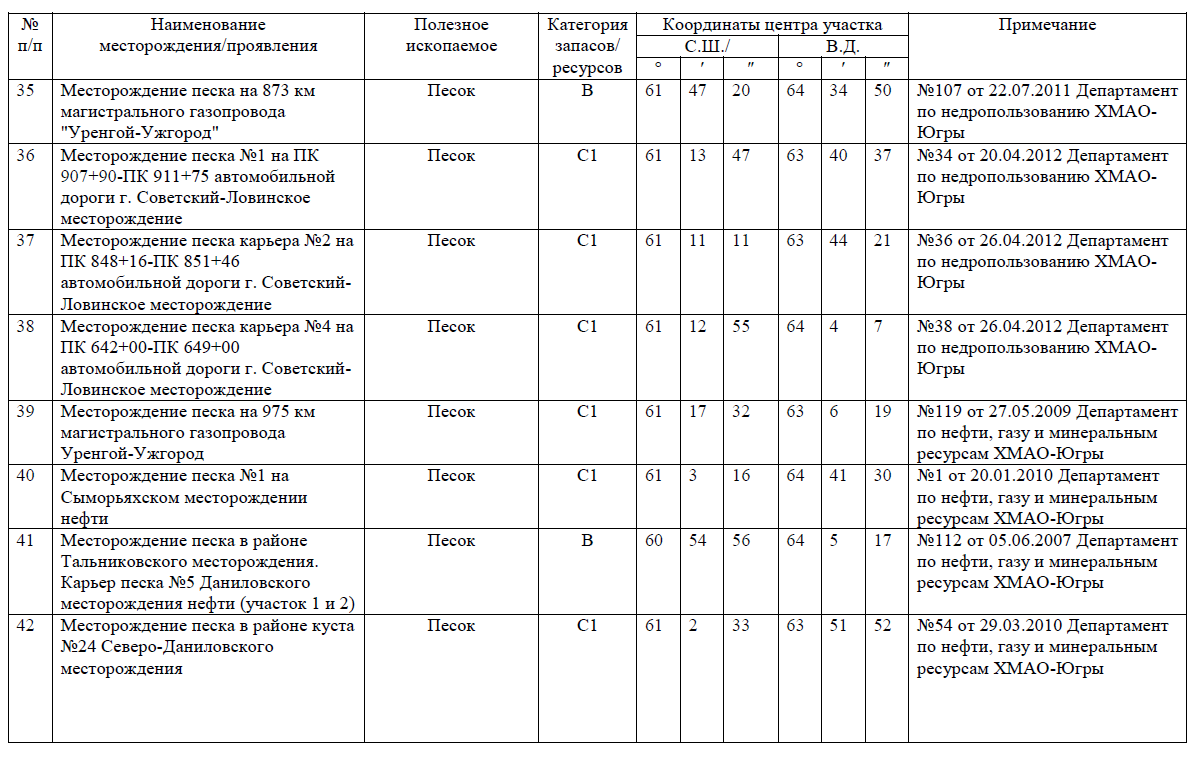 № Наименование Полезное Категория Координаты центра участка Примечание
п/п месторождения/проявления ископаемое запасов/ С.Ш./ В.Д.
ресурсов ° ′ ″ ° ′ ″
35 Месторождение песка на 873 км Песок В 61 47 20 64 34 50 №107 от 22.07.2011 Департамент
магистрального газопровода по недропользованию ХМАО-
"Уренгой-Ужгород" Югры
36 Месторождение песка №1 на ПК Песок С1 61 13 47 63 40 37 №34 от 20.04.2012 Департамент
907+90-ПК 911+75 автомобильной по недропользованию ХМАО-
дороги г. Советский-Ловинское Югры
месторождение
37 Месторождение песка карьера №2 на Песок С1 61 11 11 63 44 21 №36 от 26.04.2012 Департамент
ПК 848+16-ПК 851+46 по недропользованию ХМАО-
автомобильной дороги г. Советский- Югры
Ловинское месторождение
38 Месторождение песка карьера №4 на Песок С1 61 12 55 64 4 7 №38 от 26.04.2012 Департамент
ПК 642+00-ПК 649+00 по недропользованию ХМАО-
автомобильной дороги г. Советский- Югры
Ловинское месторождение
39 Месторождение песка на 975 км Песок С1 61 17 32 63 6 19 №119 от 27.05.2009 Департамент
магистрального газопровода по нефти, газу и минеральным
Уренгой-Ужгород ресурсам ХМАО-Югры
40 Месторождение песка №1 на Песок С1 61 3 16 64 41 30 №1 от 20.01.2010 Департамент
Сыморьяхском месторождении по нефти, газу и минеральным
нефти ресурсам ХМАО-Югры
41 Месторождение песка в районе Песок В 60 54 56 64 5 17 №112 от 05.06.2007 Департамент
Тальниковского месторождения. по нефти, газу и минеральным
Карьер песка №5 Даниловского ресурсам ХМАО-Югры
месторождения нефти (участок 1 и 2)
42 Месторождение песка в районе куста Песок С1 61 2 33 63 51 52 №54 от 29.03.2010 Департамент
№24 Северо-Даниловского по нефти, газу и минеральным
месторождения ресурсам ХМАО-Югры